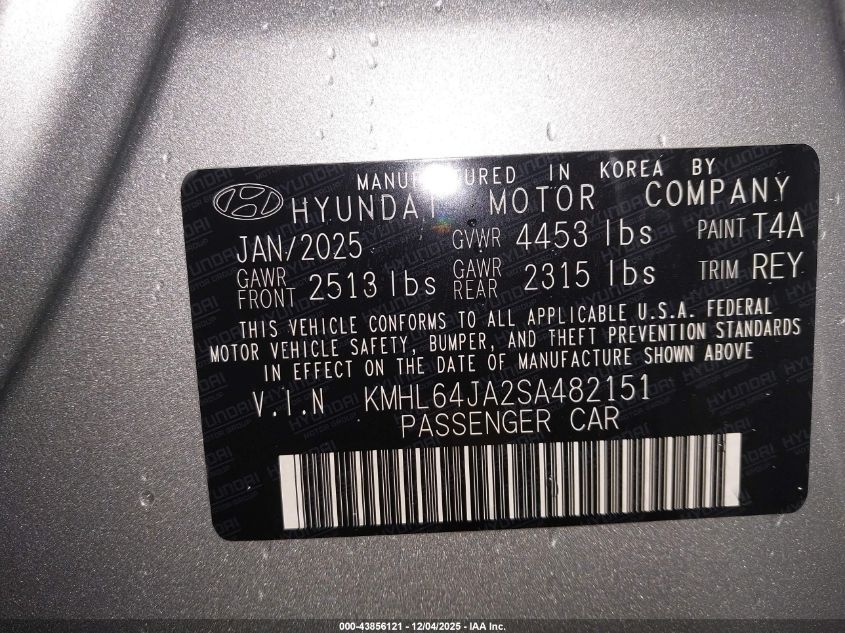 MANUFACTURED IN KOREA BY
HYUNDAI MOTOR COMPANY
JAN/2025 GVWR 4453 lbs PAINT T4A
GAWR FRONT 2513 lbs GAWR REAR 2315 lbs TRIM REY
THIS VEHICLE CONFORMS TO ALL APPLICABLE U.S.A. FEDERAL
MOTOR VEHICLE SAFETY, BUMPER, AND THEFT PREVENTION STANDARDS
IN EFFECT ON THE DATE OF MANUFACTURE SHOWN ABOVE
V.I.N KMHL64JA2SA482151
PASSENGER CAR
000-43856121 - 12/04/2025 - IAA Inc.